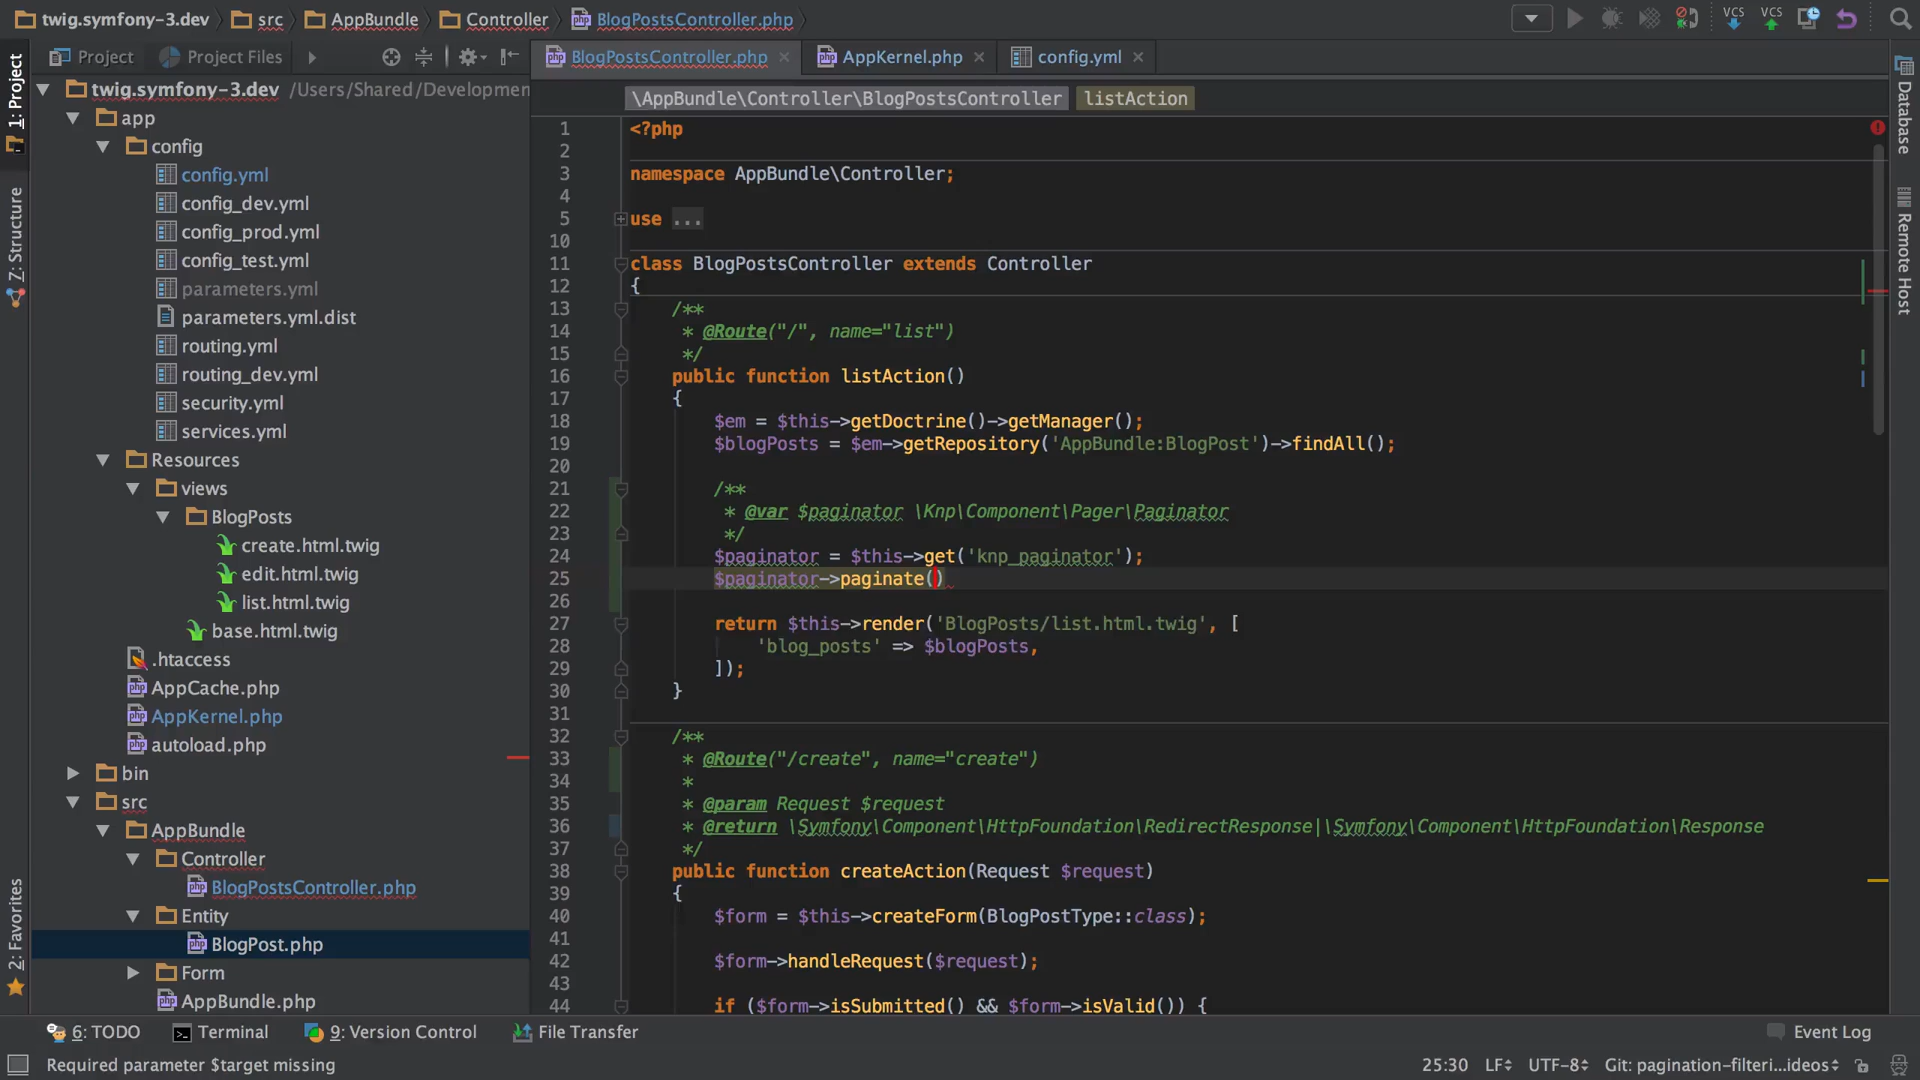 twig.symfony-3.dev src AppBundle Controller BlogPostsController.php
VCS VCS
1: Project
Z: Structure
2: Favorites
Project Project Files
twig.symfony-3.dev /Users/Shared/Developmen
app
config
config.yml
config_dev.yml
config_prod.yml
config_test.yml
parameters.yml
parameters.yml.dist
routing.yml
routing_dev.yml
security.yml
services.yml
Resources
views
BlogPosts
create.html.twig
edit.html.twig
list.html.twig
base.html.twig
.htaccess
AppCache.php
AppKernel.php
autoload.php
bin
src
AppBundle
Controller
BlogPostsController.php
Entity
BlogPost.php
Form
AppBundle.php
BlogPostsController.php AppKernel.php config.yml
\AppBundle\Controller\BlogPostsController listAction
1 <?php
2
3 namespace AppBundle\Controller;
4
5 use ...
10
11 class BlogPostsController extends Controller
12 {
13 /**
14 * @Route("/", name="list")
15 */
16 public function listAction()
17 {
18 $em = $this->getDoctrine()->getManager();
19 $blogPosts = $em->getRepository('AppBundle:BlogPost')->findAll();
20
21 /**
22 * @var $paginator \Knp\Component\Pager\Paginator
23 */
24 $paginator = $this->get('knp_paginator');
25 $paginator->paginate()
26
27 return $this->render('BlogPosts/list.html.twig', [
28 'blog_posts' => $blogPosts,
29 ]);
30 }
31
32 /**
33 * @Route("/create", name="create")
34 *
35 * @param Request $request
36 * @return \Symfony\Component\HttpFoundation\RedirectResponse|\Symfony\Component\HttpFoundation\Response
37 */
38 public function createAction(Request $request)
39 {
40 $form = $this->createForm(BlogPostType::class);
41
42 $form->handleRequest($request);
43
44 if ($form->isSubmitted() && $form->isValid()) {
Database
Remote Host
6: TODO Terminal 9: Version Control File Transfer Event Log
Required parameter $target missing 25:30 LF UTF-8 Git: pagination-filteri...ideos